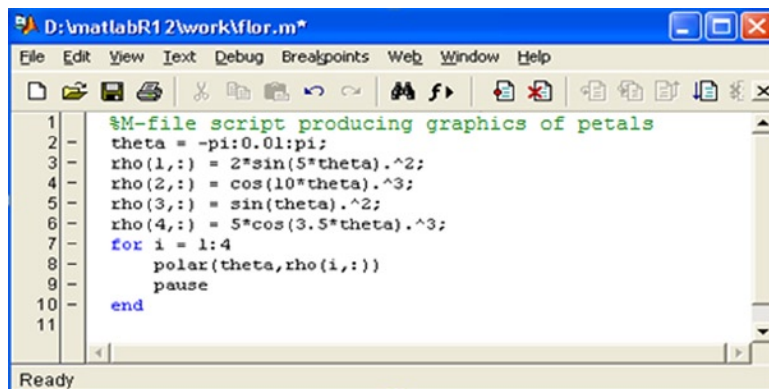 D:\matlabR12\work\flor.m*
File Edit View Text Debug Breakpoints Web Window Help
1 %M-file script producing graphics of petals
2 - theta = -pi:0.01:pi;
3 - rho(1,:) = 2*sin(5*theta).^2;
4 - rho(2,:) = cos(10*theta).^3;
5 - rho(3,:) = sin(theta).^2;
6 - rho(4,:) = 5*cos(3.5*theta).^3;
7 - for i = 1:4
8 - polar(theta,rho(i,:))
9 - pause
10 - end
11
Ready